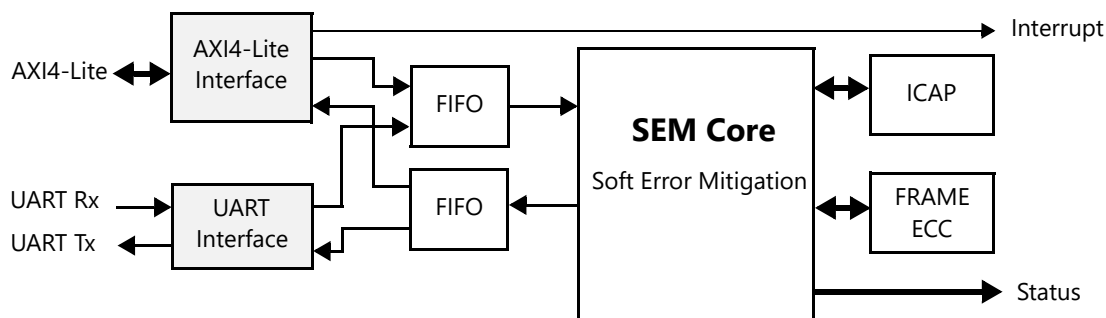 Interrupt
AXI4-Lite
AXI4-Lite
Interface
FIFO
SEM Core
Soft Error Mitigation
ICAP
UART Rx
UART Tx
UART
Interface
FIFO
FRAME
ECC
Status